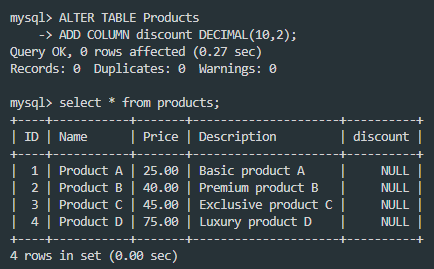 mysql> ALTER TABLE Products
    -> ADD COLUMN discount DECIMAL(10,2);
Query OK, 0 rows affected (0.27 sec)
Records: 0  Duplicates: 0  Warnings: 0

mysql> select * from products;
+----+-----------+-------+---------------------+----------+
| ID | Name      | Price | Description         | discount |
+----+-----------+-------+---------------------+----------+
|  1 | Product A | 25.00 | Basic product A     |     NULL |
|  2 | Product B | 40.00 | Premium product B   |     NULL |
|  3 | Product C | 45.00 | Exclusive product C |     NULL |
|  4 | Product D | 75.00 | Luxury product D    |     NULL |
+----+-----------+-------+---------------------+----------+
4 rows in set (0.00 sec)